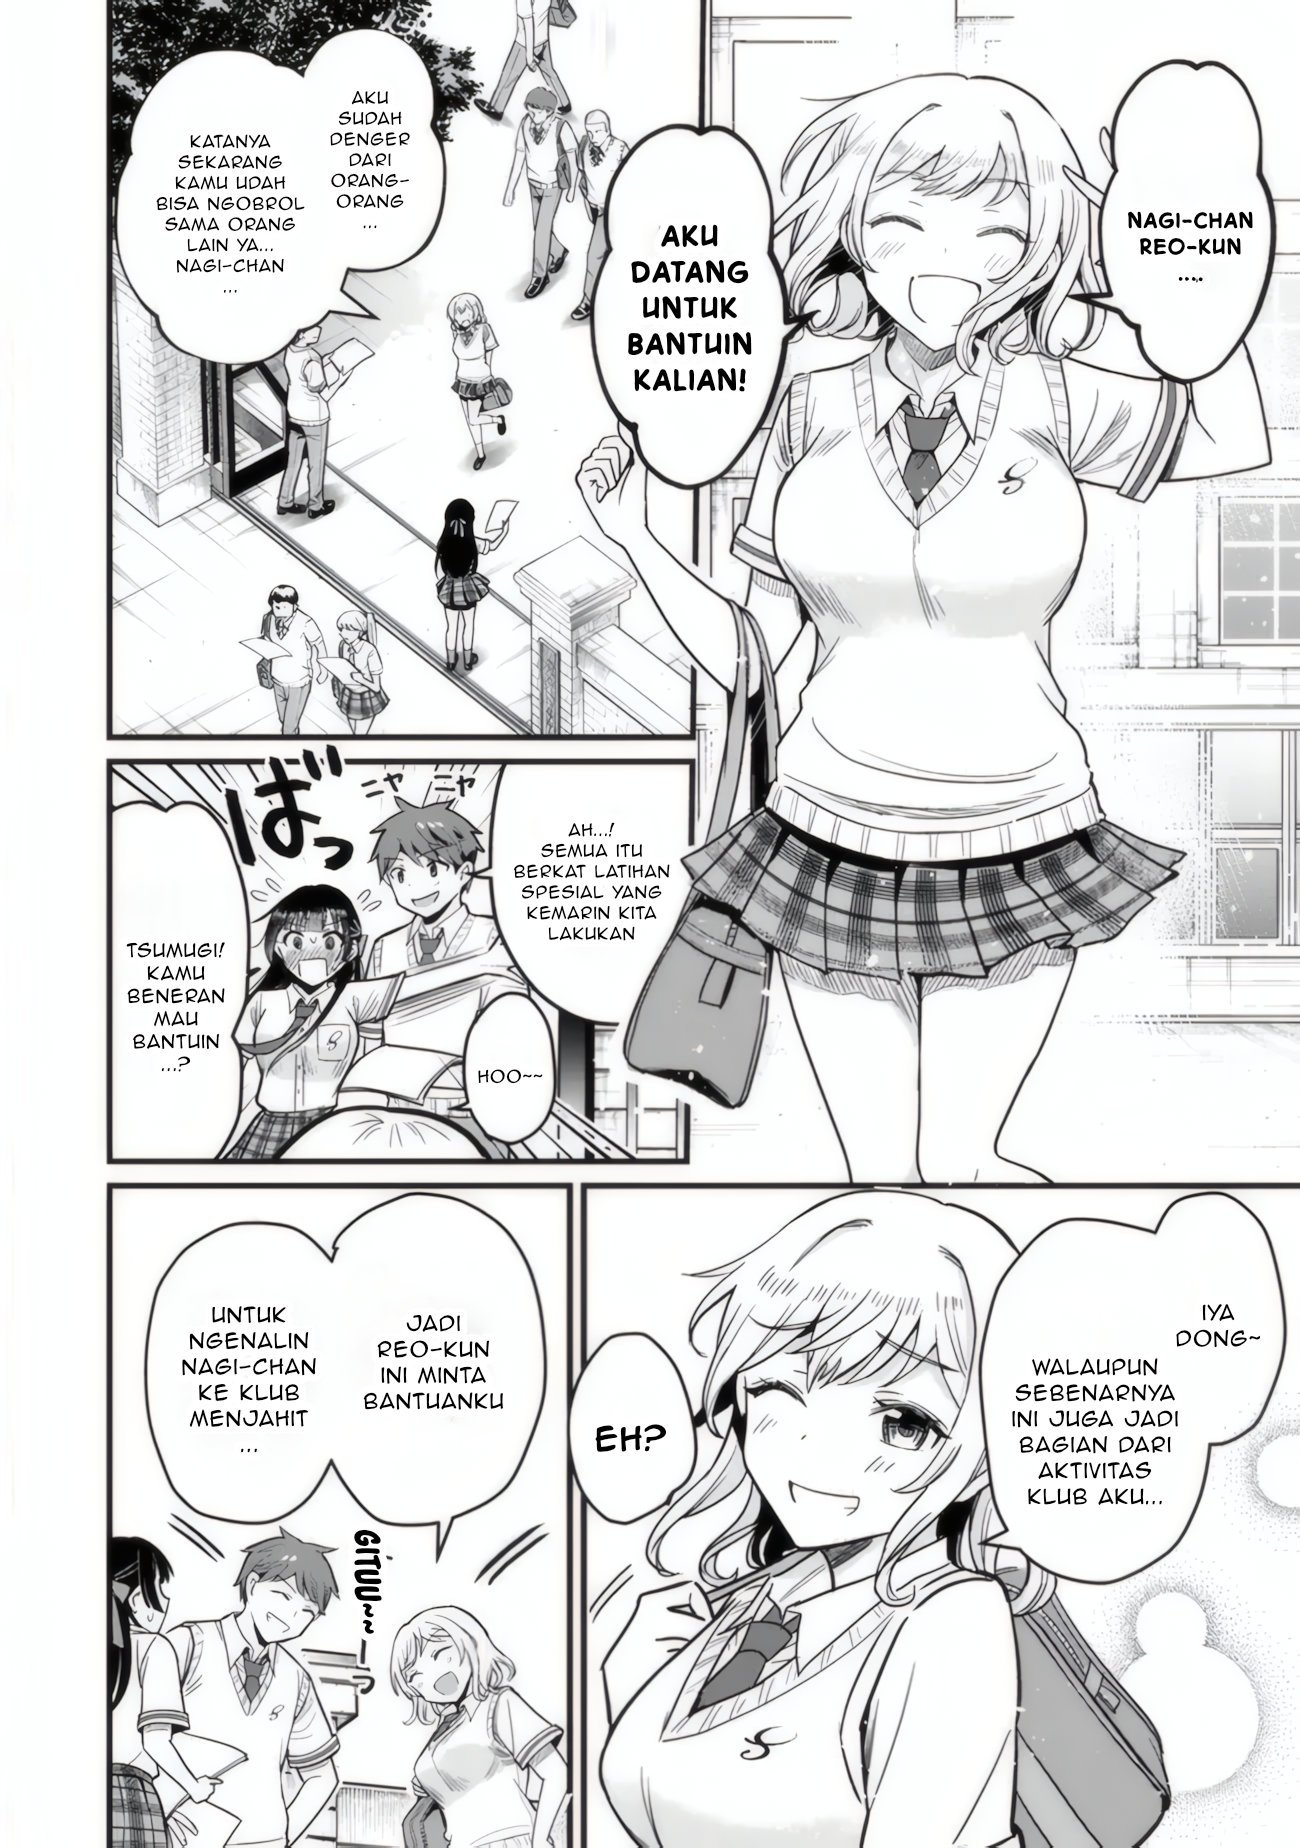 NAGI-CHAN
REO-KUN
.....
AKU
DATANG
UNTUK
BANTUIN
KALIAN!
AKU
SUDAH
DENGER
DARI
ORANG-
ORANG
...
KATANYA
SEKARANG
KAMU UDAH
BISA NGOBROL
SAMA ORANG
LAIN YA...
NAGI-CHAN
...
AH...!
SEMUA ITU
BERKAT LATIHAN
SPESIAL YANG
KEMARIN KITA
LAKUKAN
ニヤ
ニヤ
ばっ
TSUMUGI!
KAMU
BENERAN
MAU
BANTUIN
...?
HOO~~
IYA
DONG~
WALAUPUN
SEBENARNYA
INI JUGA JADI
BAGIAN DARI
AKTIVITAS
KLUB AKU...
EH?
JADI
REO-KUN
INI MINTA
BANTUANKU
UNTUK
NGENALIN
NAGI-CHAN
KE KLUB
MENJAHIT
...
GITUU~~
ーっ